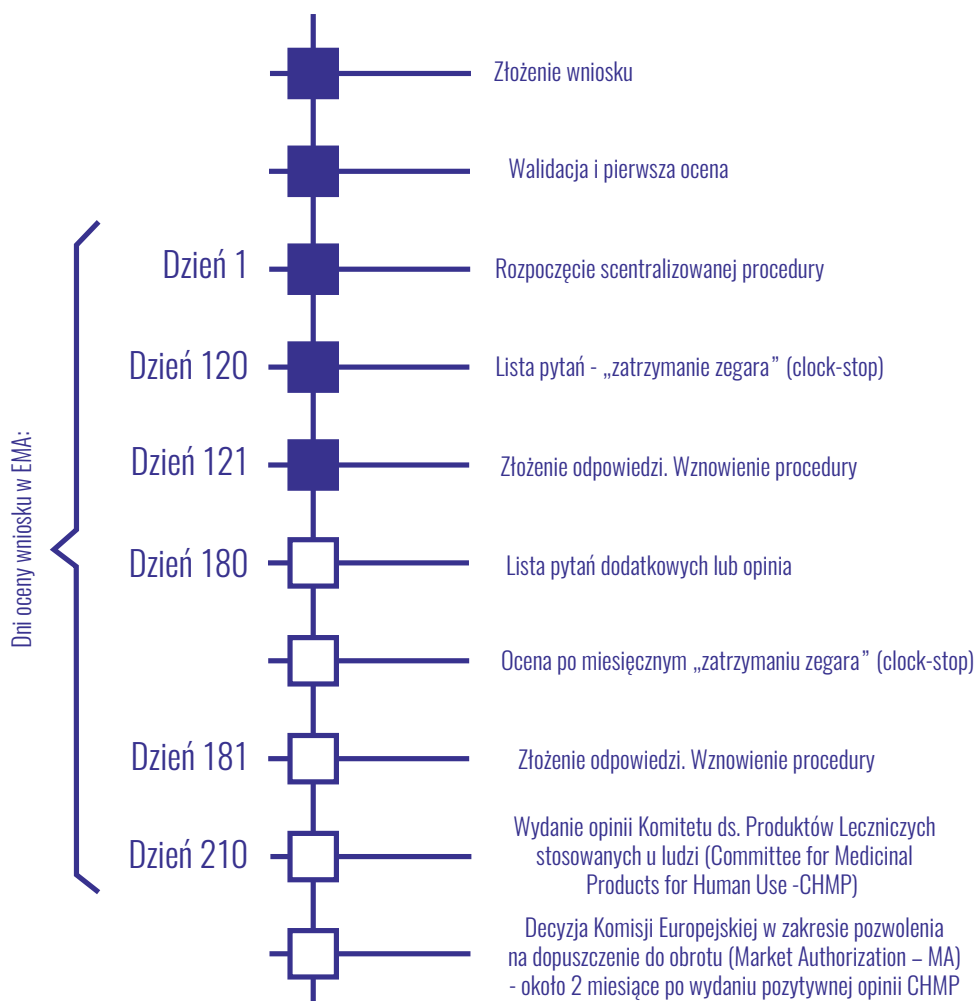 Złożenie wniosku
Walidacja i pierwsza ocena
Dni oceny wniosku w EMA:
Dzień 1
Rozpoczęcie scentralizowanej procedury
Dzień 120
Lista pytań - „zatrzymanie zegara” (clock-stop)
Dzień 121
Złożenie odpowiedzi. Wznowienie procedury
Dzień 180
Lista pytań dodatkowych lub opinia
Ocena po miesięcznym „zatrzymaniu zegara” (clock-stop)
Dzień 181
Złożenie odpowiedzi. Wznowienie procedury
Dzień 210
Wydanie opinii Komitetu ds. Produktów Leczniczych
stosowanych u ludzi (Committee for Medicinal
Products for Human Use -CHMP)
Decyzja Komisji Europejskiej w zakresie pozwolenia
na dopuszczenie do obrotu (Market Authorization – MA)
- około 2 miesiące po wydaniu pozytywnej opinii CHMP